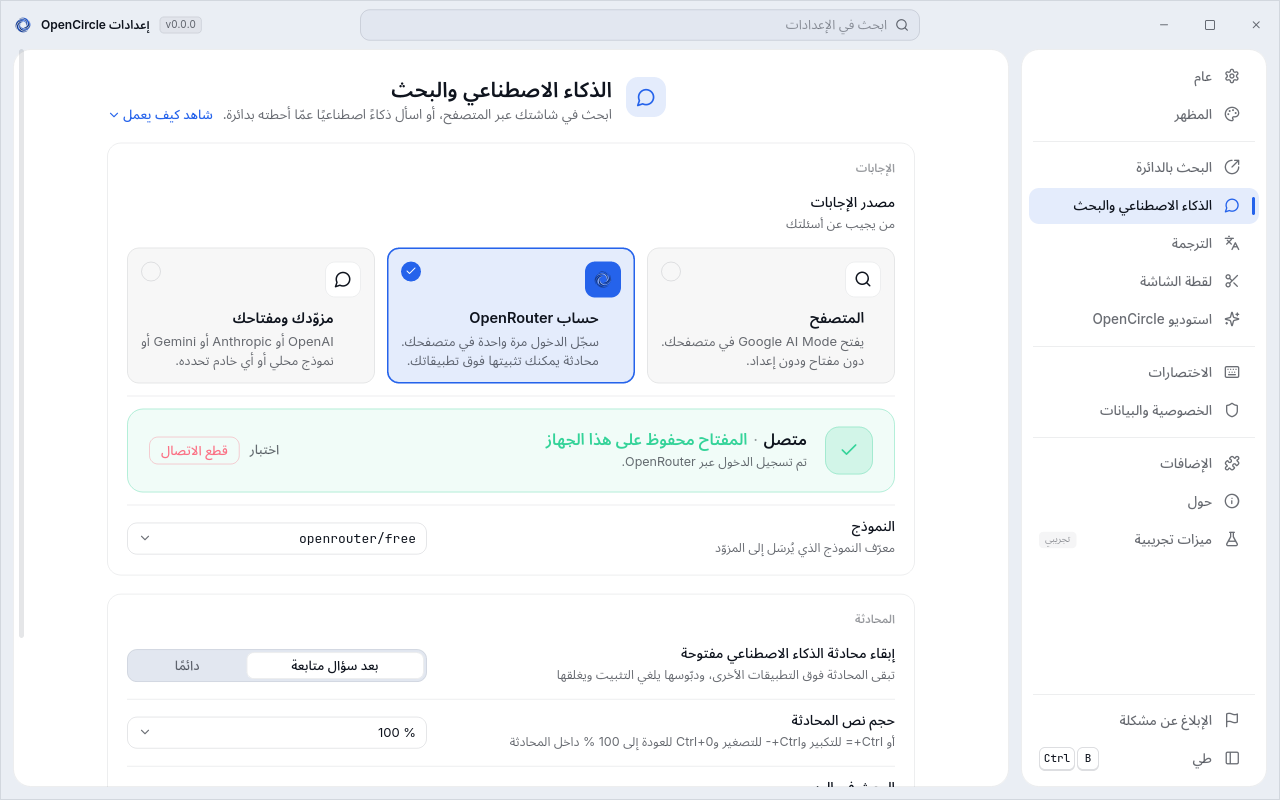 إعدادات OpenCircle
v0.0.0
ابحث في الإعدادات
عام
المظهر
البحث بالدائرة
الذكاء الاصطناعي والبحث
الترجمة
لقطة الشاشة
استوديو OpenCircle
الاختصارات
الخصوصية والبيانات
الإضافات
حول
ميزات تجريبية
تجريبي
الإبلاغ عن مشكلة
طي
Ctrl B
الذكاء الاصطناعي والبحث
ابحث في شاشتك عبر المتصفح، أو اسأل ذكاءً اصطناعيًا عمّا أحطته بدائرة. شاهد كيف يعمل
الإجابات
مصدر الإجابات
من يجيب عن أسئلتك
المتصفح
يفتح Google AI Mode في متصفحك.
دون مفتاح ودون إعداد.
حساب OpenRouter
سجّل الدخول مرة واحدة في متصفحك.
محادثة يمكنك تثبيتها فوق تطبيقاتك.
مزوّدك ومفتاحك
OpenAI أو Anthropic أو Gemini أو
نموذج محلي أو أي خادم تحدده.
متصل · المفتاح محفوظ على هذا الجهاز
تم تسجيل الدخول عبر OpenRouter.
اختبار
قطع الاتصال
النموذج
معرّف النموذج الذي يُرسَل إلى المزوّد
openrouter/free
المحادثة
إبقاء محادثة الذكاء الاصطناعي مفتوحة
تبقى المحادثة فوق التطبيقات الأخرى، ودبّوسها يلغي التثبيت ويغلقها
بعد سؤال متابعة
دائمًا
حجم نص المحادثة
أو Ctrl+= للتكبير وCtrl+- للتصغير وCtrl+0 للعودة إلى 100 % داخل المحادثة
100 %